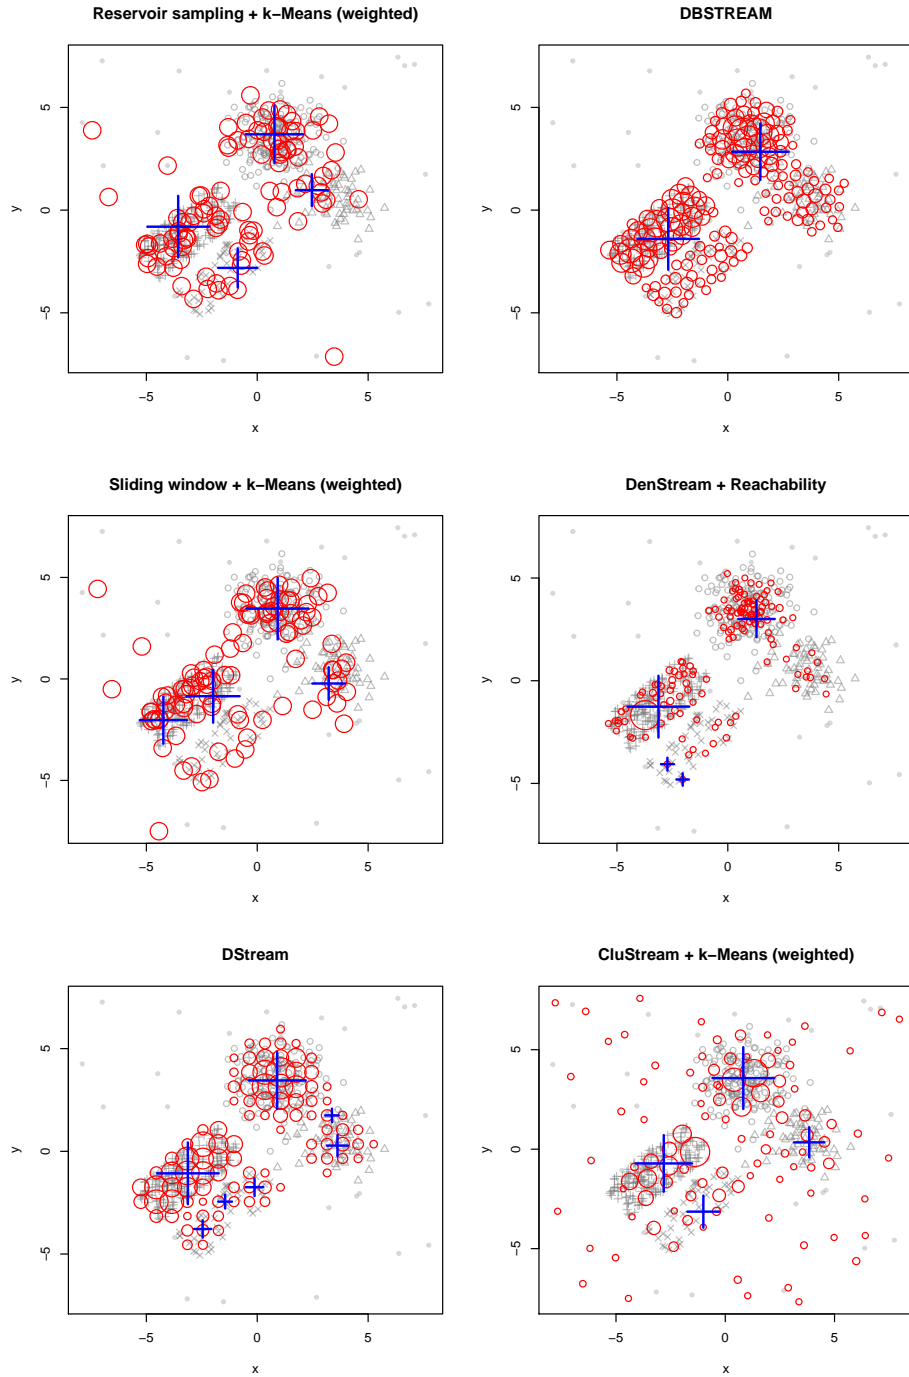 Reservoir sampling + k−Means (weighted)
y
5
0
−5
−5
0
5
x
DBSTREAM
y
5
0
−5
−5
0
5
x
Sliding window + k−Means (weighted)
y
5
0
−5
−5
0
5
x
DenStream + Reachability
y
5
0
−5
−5
0
5
x
DStream
y
5
0
−5
−5
0
5
x
CluStream + k−Means (weighted)
y
5
0
−5
−5
0
5
x